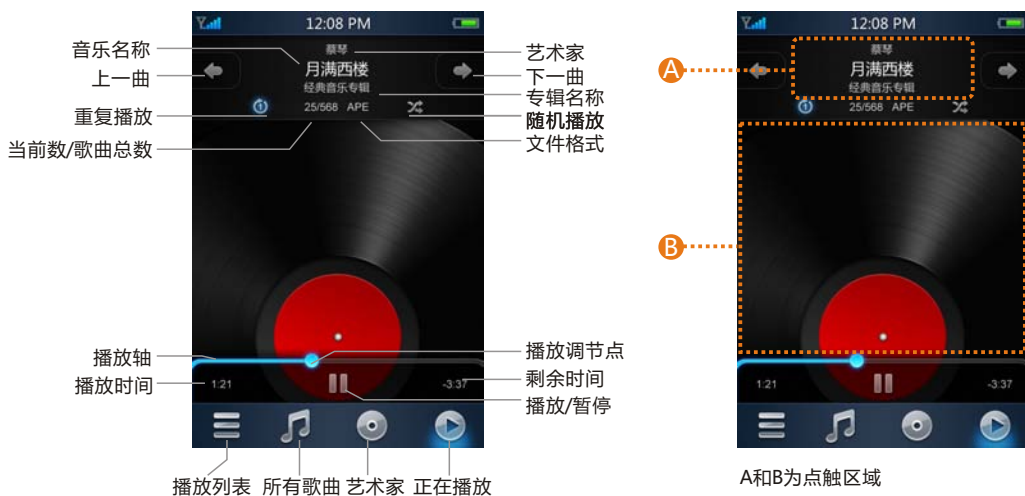 12:08 PM
蔡琴
月满西楼
经典音乐专辑
25/568 APE
1:21
-3:37
音乐名称
上一曲
重复播放
当前数/歌曲总数
艺术家
下一曲
专辑名称
随机播放
文件格式
播放轴
播放时间
播放调节点
剩余时间
播放/暂停
播放列表 所有歌曲 艺术家 正在播放
12:08 PM
蔡琴
月满西楼
经典音乐专辑
25/568 APE
A
B
1:21
-3:37
A和B为点触区域